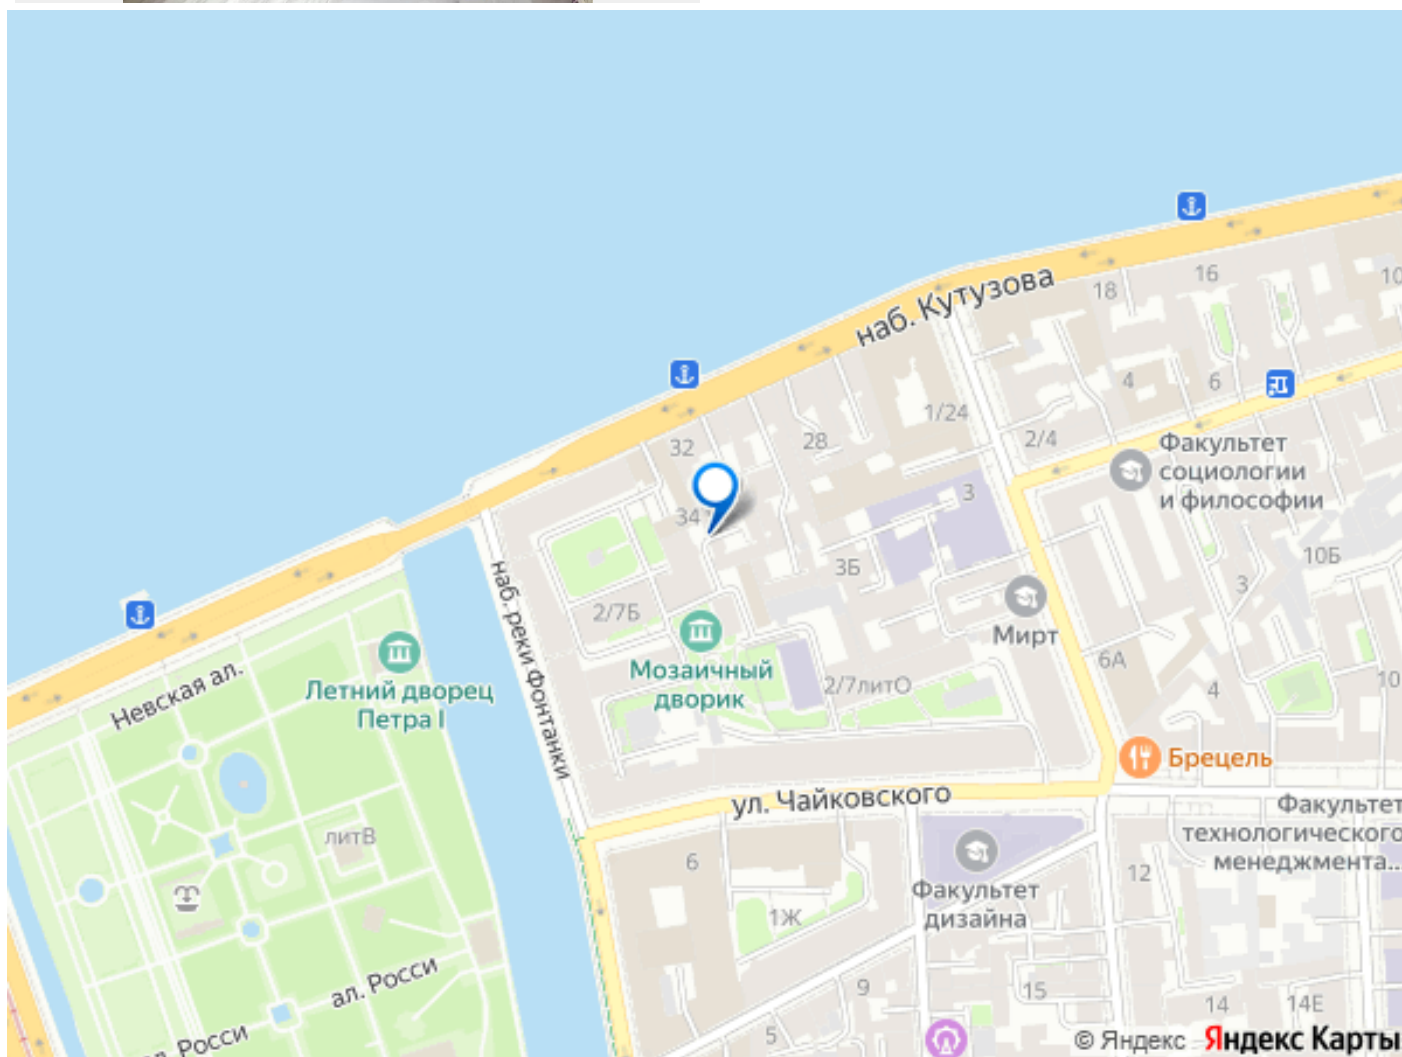 наб. Кутузова
18
16
10
32
28
1/24
2/4
4
6
Факультет
социологии
и философии
34
3
3Б
10Б
3
наб. реки Фонтанки
2/7Б
Мирт
Мозаичный
дворик
2/7литО
6А
4
10
Невская ал.
Летний дворец
Петра I
Брецель
ул. Чайковского
Факультет
технологического
менеджмента...
литВ
6
12
Факультет
дизайна
1Ж
ал. Росси
9
15
14
14Е
5
ал. Росси
© Яндекс Яндекс Карты